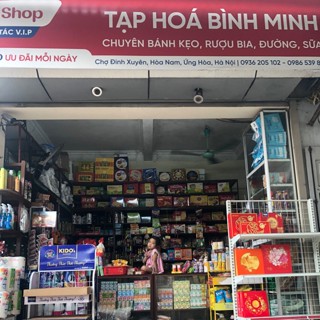 Shop
TÁC V.I.P
ƯU ĐÃI MỖI NGÀY
TẠP HOÁ BÌNH MINH
CHUYÊN BÁNH KẸO, RƯỢU BIA, ĐƯỜNG, SỮA
Chợ Đình Xuyên, Hòa Nam, Ứng Hòa, Hà Nội | 0936 205 102 - 0986 539 8
KIDO's